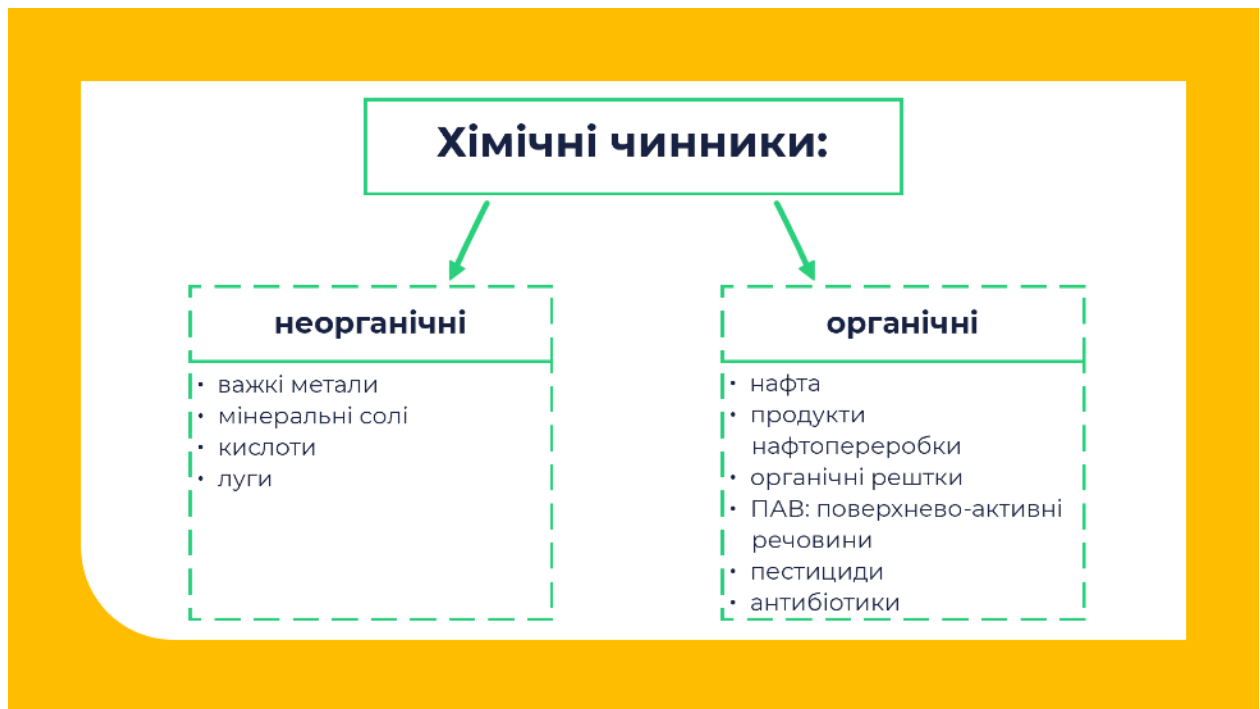 Хімічні чинники:
неорганічні
• важкі метали
• мінеральні солі
• кислоти
• луги
органічні
• нафта
• продукти
нафтопереробки
• органічні рештки
• ПАВ: поверхнево-активні
речовини
• пестициди
• антибіотики